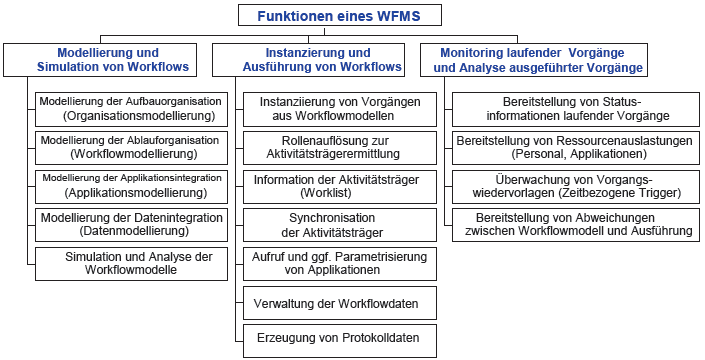 Funktionen eines WFMS
Modellierung und
Simulation von Workflows
Modellierung der Aufbauorganisation
(Organisationsmodellierung)
Modellierung der Ablauforganisation
(Workflowmodellierung)
Modellierung der Applikationsintegration
(Applikationsmodellierung)
Modellierung der Datenintegration
(Datenmodellierung)
Simulation und Analyse der
Workflowmodelle
Instanzierung und
Ausführung von Workflows
Instanziierung von Vorgängen
aus Workflowmodellen
Rollenauflösung zur
Aktivitätsträgerermittlung
Information der Aktivitätsträger
(Worklist)
Synchronisation
der Aktivitätsträger
Aufruf und ggf. Parametrisierung
von Applikationen
Verwaltung der Workflowdaten
Erzeugung von Protokolldaten
Monitoring laufender Vorgänge
und Analyse ausgeführter Vorgänge
Bereitstellung von Status-
informationen laufender Vorgänge
Bereitstellung von Ressourcenauslastungen
(Personal, Applikationen)
Überwachung von Vorgangs-
wiedervorlagen (Zeitbezogene Trigger)
Bereitstellung von Abweichungen
zwischen Workflowmodell und Ausführung